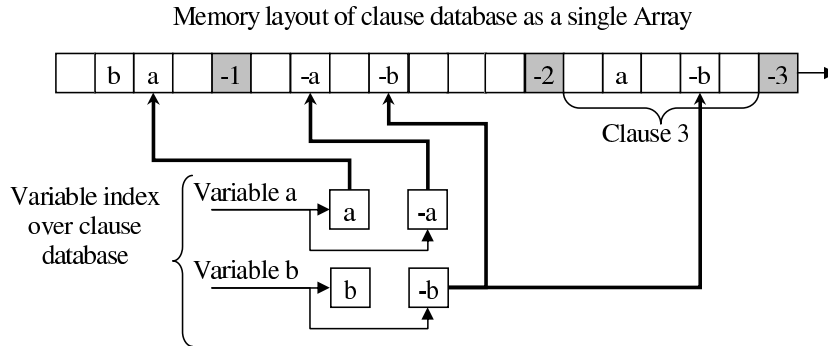 Memory layout of clause database as a single Array
b a -1 -a -b -2 a -b -3
Clause 3
Variable index
over clause
database
Variable a
a -a
Variable b
b -b